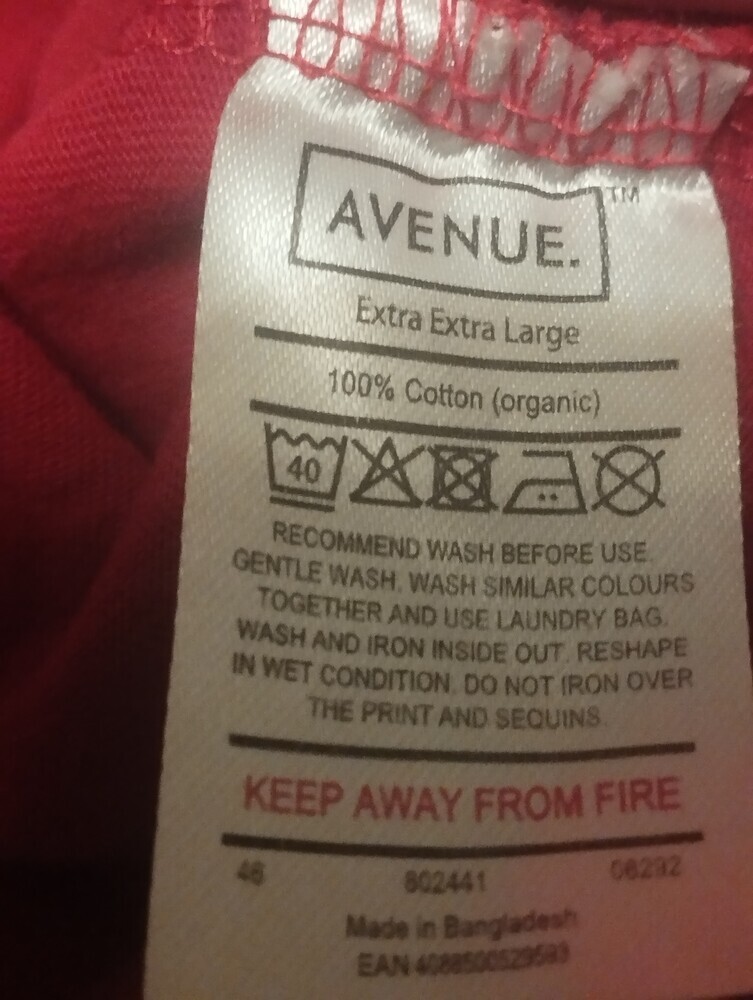 AVENUE.™
Extra Extra Large
100% Cotton (organic)
40
RECOMMEND WASH BEFORE USE.
GENTLE WASH. WASH SIMILAR COLOURS
TOGETHER AND USE LAUNDRY BAG.
WASH AND IRON INSIDE OUT. RESHAPE
IN WET CONDITION. DO NOT IRON OVER
THE PRINT AND SEQUINS.
KEEP AWAY FROM FIRE
46 802441 06292
Made in Bangladesh
EAN